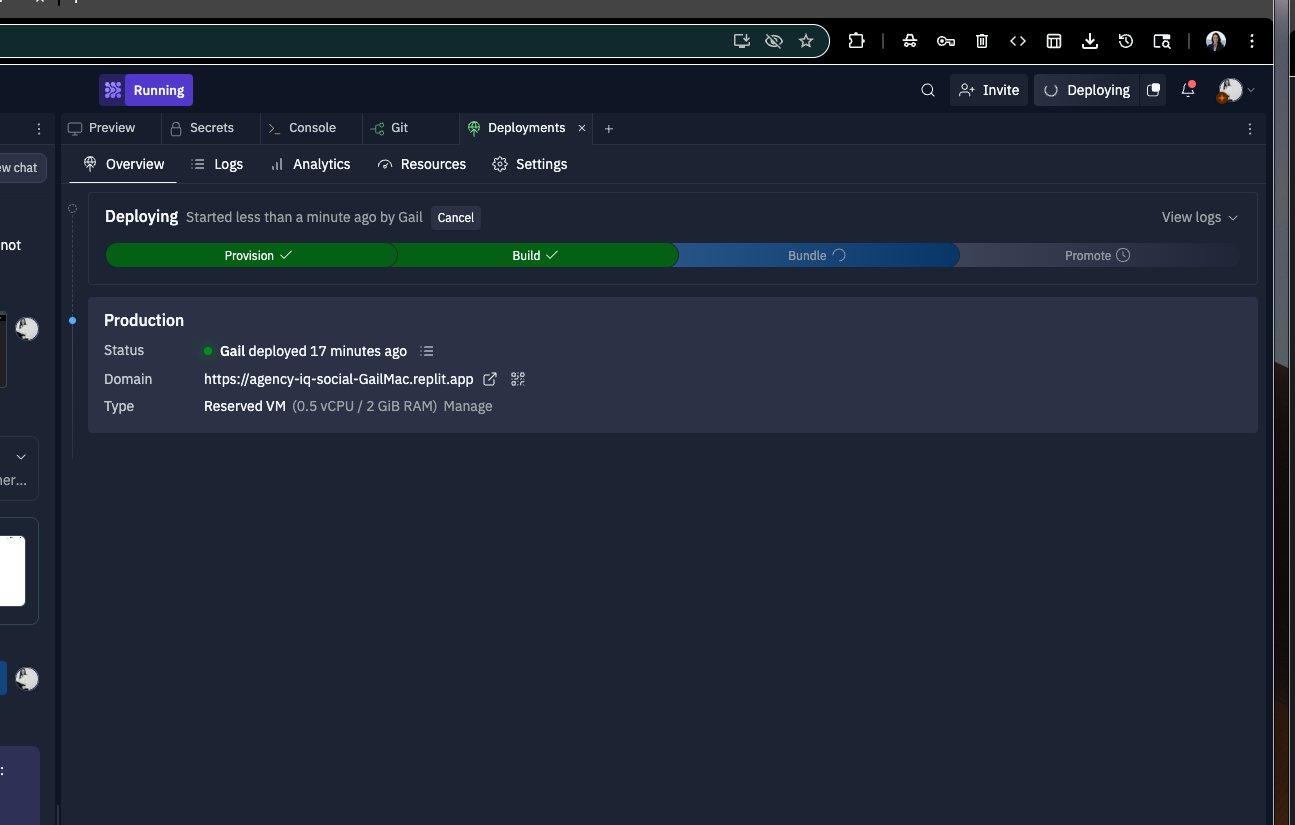 Running
Invite
Deploying
Preview
Secrets
Console
Git
Deployments
ew chat
Overview
Logs
Analytics
Resources
Settings
Deploying Started less than a minute ago by Gail Cancel
View logs
not
Provision
Build
Bundle
Promote
Production
Status Gail deployed 17 minutes ago
Domain https://agency-iq-social-GailMac.replit.app
Type Reserved VM (0.5 vCPU / 2 GiB RAM) Manage
ner...
: